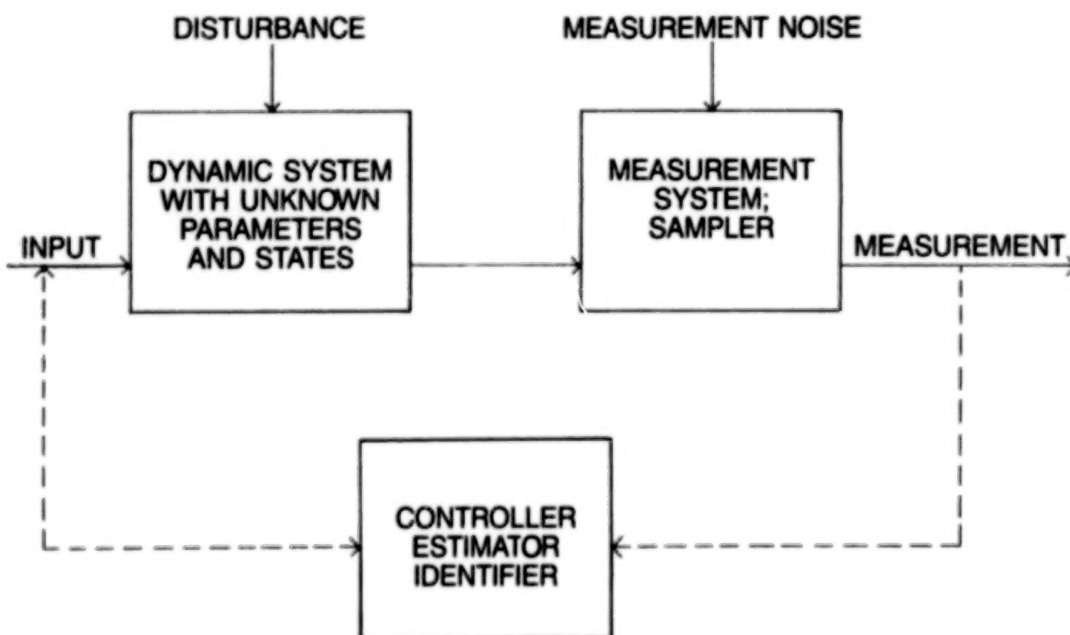 DISTURBANCE
MEASUREMENT NOISE
DYNAMIC SYSTEM
WITH UNKNOWN
PARAMETERS
AND STATES
MEASUREMENT
SYSTEM;
SAMPLER
INPUT
MEASUREMENT
CONTROLLER
ESTIMATOR
IDENTIFIER